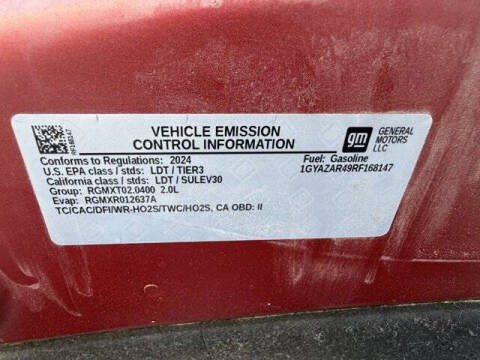 RF168147
VEHICLE EMISSION
CONTROL INFORMATION
gm
GENERAL
MOTORS
LLC
Conforms to Regulations: 2024
Fuel: Gasoline
U.S. EPA class / stds: LDT / TIER3
1GYAZAR49RF168147
California class / stds: LDT / SULEV30
Group: RGMXT02.0400 2.0L
Evap: RGMXR012637A
TC/CAC/DFI/WR-HO2S/TWC/HO2S, CA OBD: II